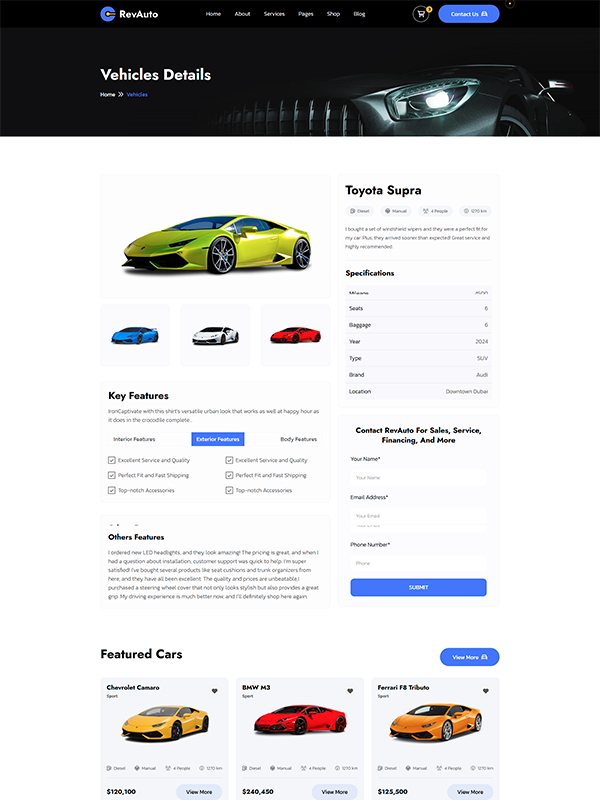 RevAuto
Home About Services Pages Shop Blog
3
Contact Us
Vehicles Details
Home Vehicles
Toyota Supra
Diesel Manual 4 People 1270 km
I bought a set of windshield wipers and they were a perfect fit for
my car. Plus, they arrived sooner than expected! Great service and
highly recommended.
Specifications
Mileage
Seats 6
Baggage 6
Year 2024
Type SUV
Brand Audi
Location Downtown Dubai
Key Features
IronCaptivate with this shirt's versatile urban look that works as well at happy hour as
it does in the crocodile complete .
Interior Features Exterior Features Body Features
Excellent Service and Quality Excellent Service and Quality
Perfect Fit and Fast Shipping Perfect Fit and Fast Shipping
Top-notch Accessories Top-notch Accessories
Others Features
I ordered new LED headlights, and they look amazing! The pricing is great, and when I
had a question about installation, customer support was quick to help. I'm super
satisfied! I've bought several products like seat cushions and trunk organizers from
here, and they have all been excellent. The quality and prices are unbeatable.I
purchased a steering wheel cover that not only looks stylish but also provides a great
grip. My driving experience is much better now, and I'll definitely shop here again
Contact RevAuto For Sales, Service,
Financing, And More
Your Name*
Your Name
Email Address*
Your Email
Phone Number*
Phone
SUBMIT
Featured Cars
View More
Chevrolet Camaro
Sport
Diesel Manual 4 People 1270 km
$120,100 View More
BMW M3
Sport
Diesel Manual 4 People 1270 km
$240,450 View More
Ferrari F8 Tributo
Sport
Diesel Manual 4 People 1270 km
$125,500 View More